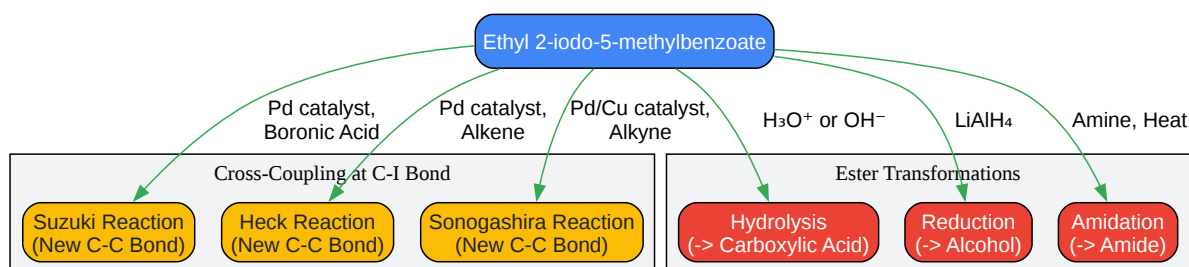 Ethyl 2-iodo-5-methylbenzoate
Pd catalyst,
Boronic Acid
Pd catalyst,
Alkene
Pd/Cu catalyst,
Alkyne
H₃O⁺ or OH⁻
LiAlH₄
Amine, Heat
Cross-Coupling at C-I Bond
Ester Transformations
Suzuki Reaction
(New C-C Bond)
Heck Reaction
(New C-C Bond)
Sonogashira Reaction
(New C-C Bond)
Hydrolysis
(-> Carboxylic Acid)
Reduction
(-> Alcohol)
Amidation
(-> Amide)